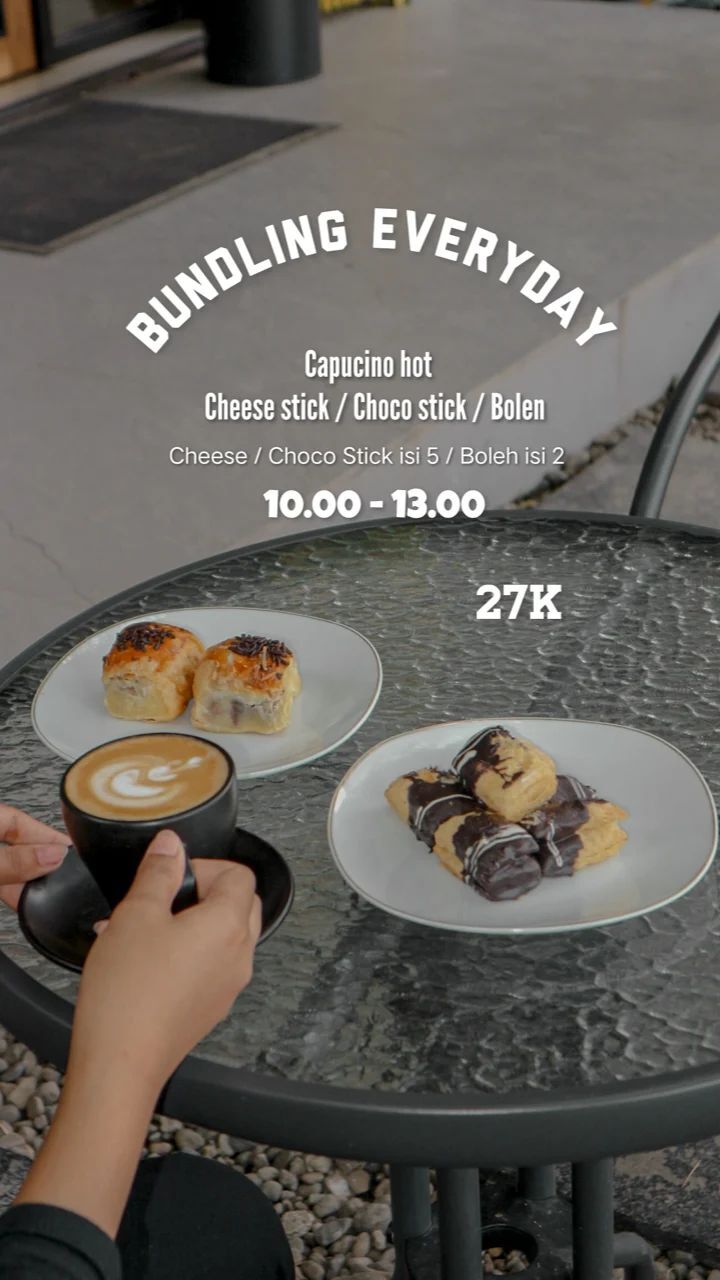 BUNDLING EVERYDAY
Capucino hot
Cheese stick / Choco stick / Bolen
Cheese / Choco Stick isi 5 / Boleh isi 2
10.00 - 13.00
27K